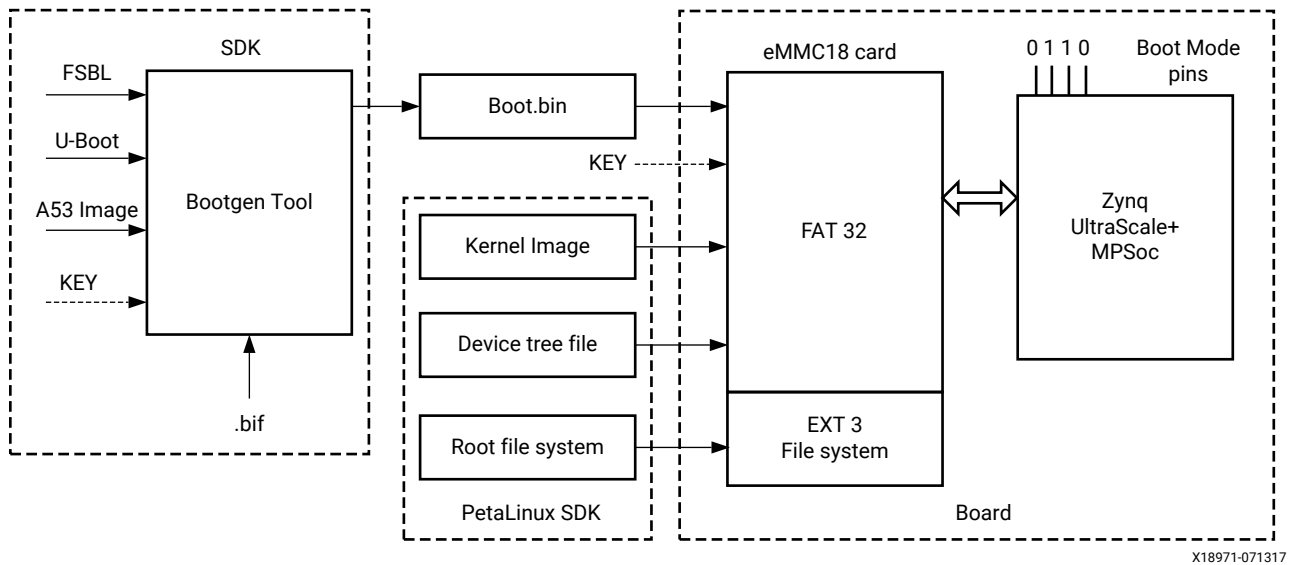 SDK
FSBL
U-Boot
A53 Image
KEY
Bootgen Tool
.bif
Boot.bin
KEY
Kernel Image
Device tree file
Root file system
PetaLinux SDK
eMMC18 card
FAT 32
EXT 3
File system
0 1 1 0
Boot Mode
pins
Zynq
UltraScale+
MPSoc
Board
X18971-071317